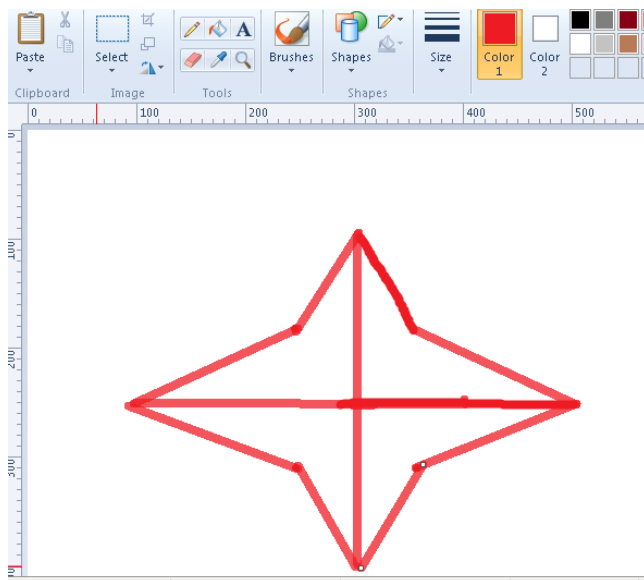 Paste
Select
A
Brushes
Shapes
Size
Color
1
Color
2
Clipboard
Image
Tools
Shapes
0
100
200
300
400
500
0
100
200
300